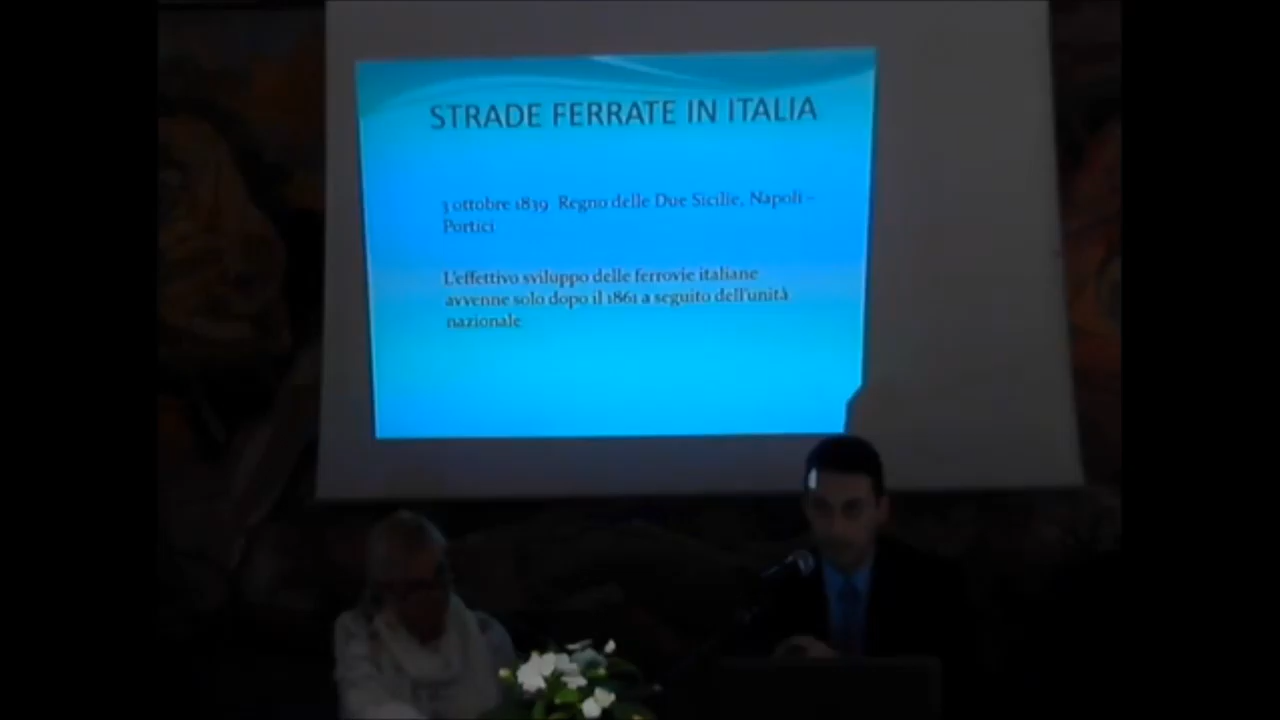 STRADE FERRATE IN ITALIA
3 ottobre 1839 Regno delle Due Sicilie, Napoli –
Portici
L'effettivo sviluppo delle ferrovie italiane
avvenne solo dopo il 1861 a seguito dell'unità
nazionale